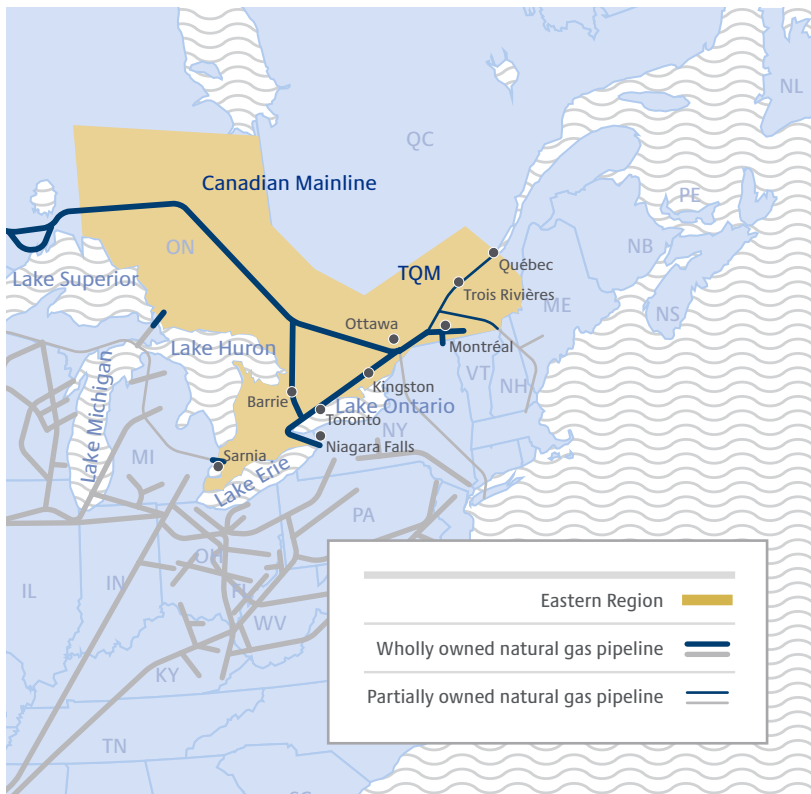 NL
QC
Canadian Mainline
PE
ON
NB
Québec
TQM
Lake Superior
Trois Rivières
ME
NS
Ottawa
Lake Huron
Montréal
VT
Kingston
NH
Barrie
Lake Ontario
Toronto
Lake Michigan
NY
Niagara Falls
Sarnia
MI
Lake Erie
PA
OH
IL
IN
WV
KY
TN
Eastern Region
Wholly owned natural gas pipeline
Partially owned natural gas pipeline